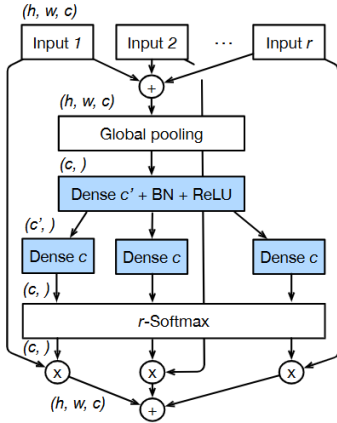 (h, w, c)
Input 1 Input 2 ... Input r
+
(h, w, c)
Global pooling
(c, )
Dense c' + BN + ReLU
(c', )
Dense c Dense c Dense c
(c, )
r-Softmax
(c, )
x x x
(h, w, c)
+